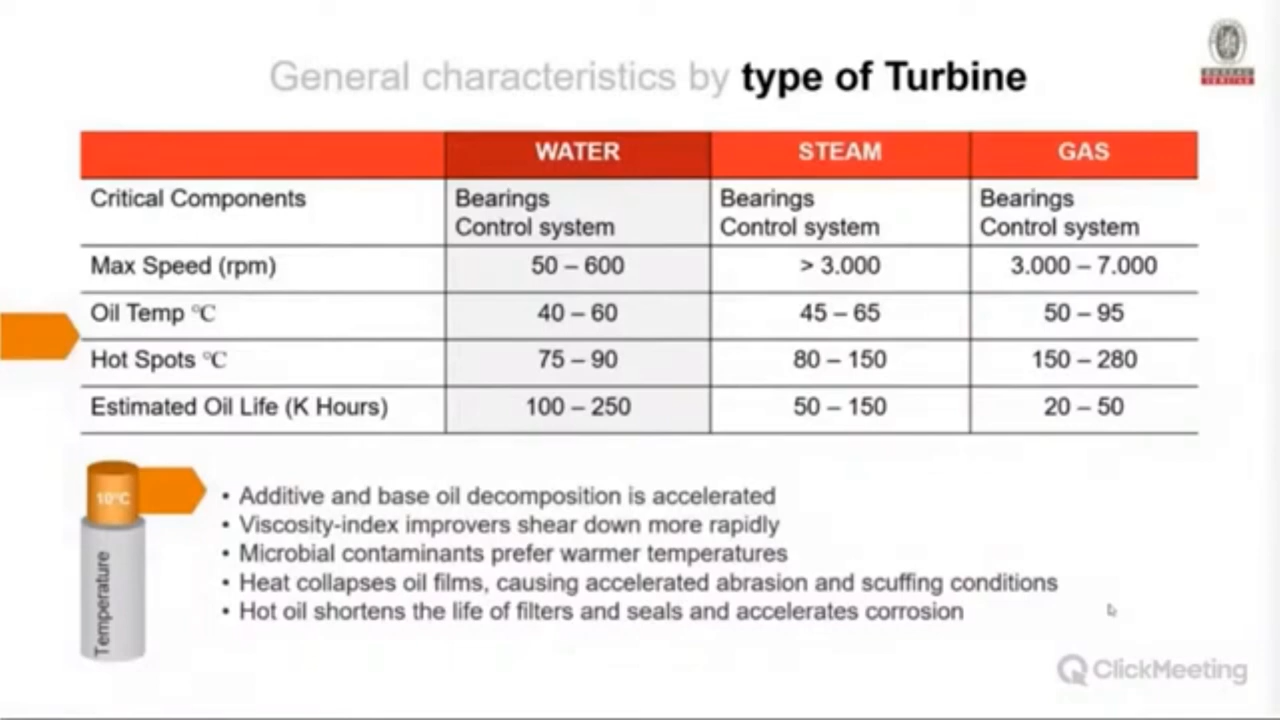 General characteristics by type of Turbine
BUREAU
VERITAS
WATER STEAM GAS
Critical Components Bearings Bearings Bearings
Control system Control system Control system
Max Speed (rpm) 50 – 600 > 3.000 3.000 – 7.000
Oil Temp °C 40 – 60 45 – 65 50 – 95
Hot Spots °C 75 – 90 80 – 150 150 – 280
Estimated Oil Life (K Hours) 100 – 250 50 – 150 20 – 50
10°C
Temperature
• Additive and base oil decomposition is accelerated
• Viscosity-index improvers shear down more rapidly
• Microbial contaminants prefer warmer temperatures
• Heat collapses oil films, causing accelerated abrasion and scuffing conditions
• Hot oil shortens the life of filters and seals and accelerates corrosion
ClickMeeting